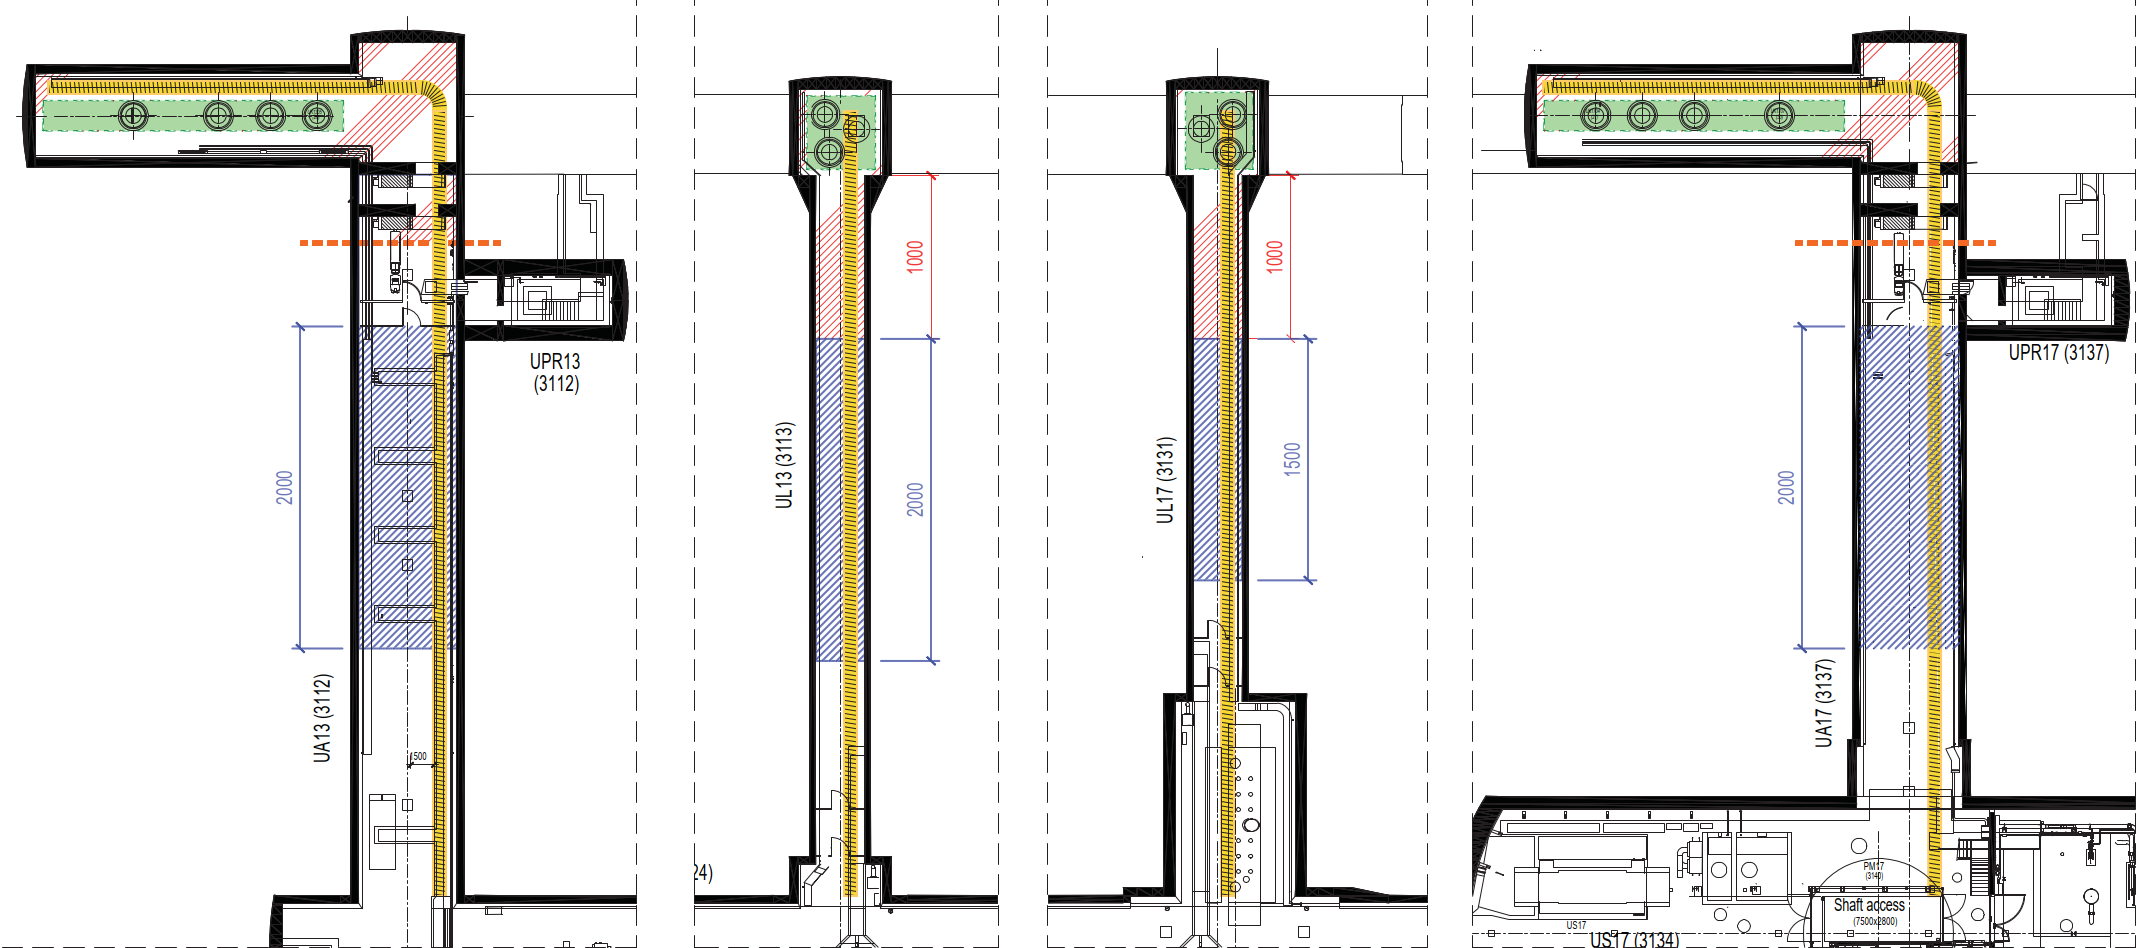 UPR13
(3112)
2000
UA13 (3112)
1500
1000
UL13 (3113)
2000
24)
1000
UL17 (3131)
1500
UPR17 (3137)
2000
UA17 (3137)
PM17
(3140)
Shaft access
(7500x2800)
US17
US17 (3134)